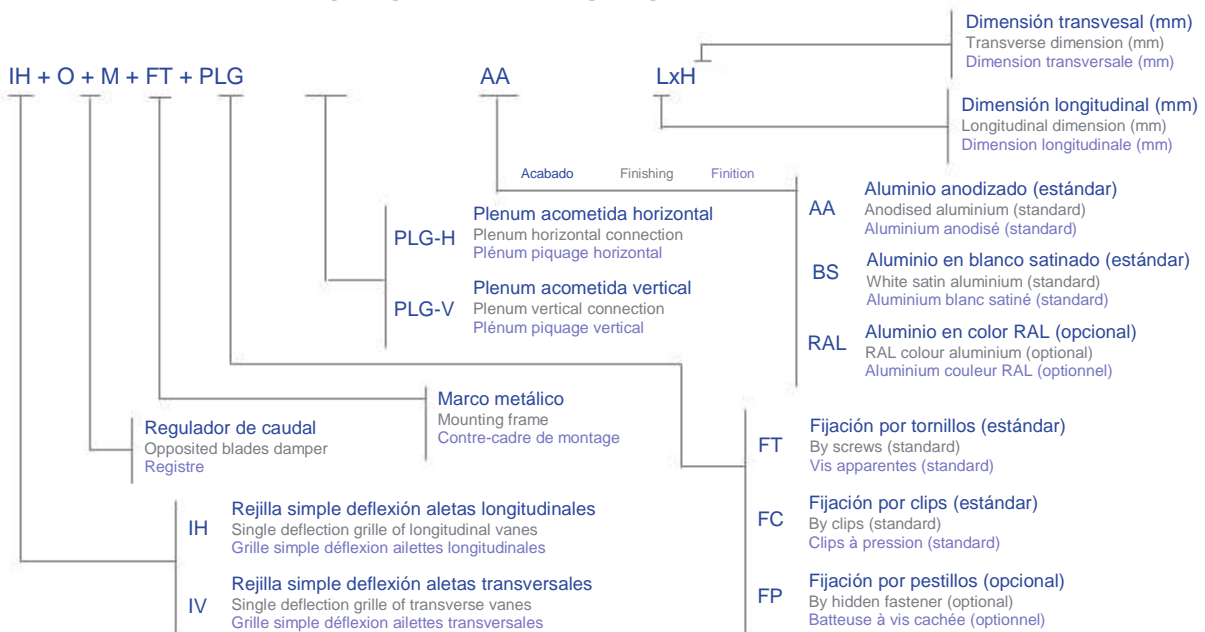 IH + O + M + FT + PLG AA LxH
Dimensión transvesal (mm)
Transverse dimension (mm)
Dimension transversale (mm)
Dimensión longitudinal (mm)
Longitudinal dimension (mm)
Dimension longitudinale (mm)
Acabado Finishing Finition
AA
Aluminio anodizado (estándar)
Anodised aluminium (standard)
Aluminium anodisé (standard)
BS
Aluminio en blanco satinado (estándar)
White satin aluminium (standard)
Aluminium blanc satiné (standard)
RAL
Aluminio en color RAL (opcional)
RAL colour aluminium (optional)
Aluminium couleur RAL (optionnel)
PLG-H
Plenum acometida horizontal
Plenum horizontal connection
Plénum piquage horizontal
PLG-V
Plenum acometida vertical
Plenum vertical connection
Plénum piquage vertical
Marco metálico
Mounting frame
Contre-cadre de montage
Regulador de caudal
Opposited blades damper
Registre
FT
Fijación por tornillos (estándar)
By screws (standard)
Vis apparentes (standard)
FC
Fijación por clips (estándar)
By clips (standard)
Clips à pression (standard)
FP
Fijación por pestillos (opcional)
By hidden fastener (optional)
Batteuse à vis cachée (optionnel)
IH
Rejilla simple deflexión aletas longitudinales
Single deflection grille of longitudinal vanes
Grille simple déflexion ailettes longitudinales
IV
Rejilla simple deflexión aletas transversales
Single deflection grille of transverse vanes
Grille simple déflexion ailettes transversales